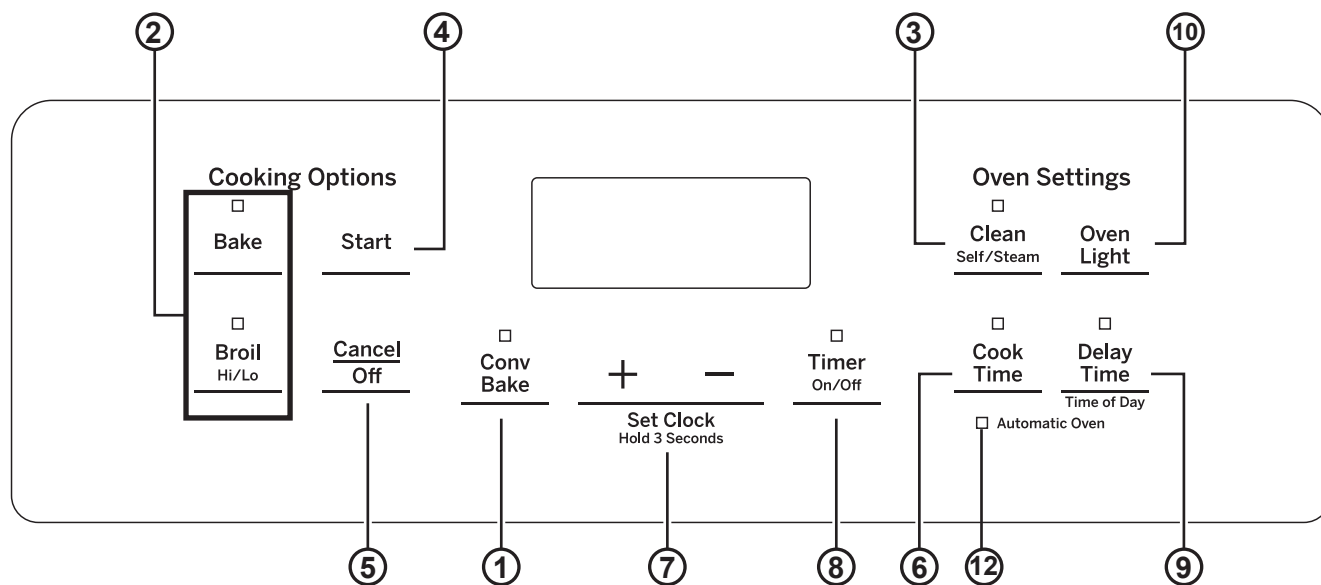 2
4
3
10
Cooking Options
Oven Settings
Bake
Start
Clean
Self/Steam
Oven
Light
Broil
Hi/Lo
Cancel
Off
Conv
Bake
+ −
Set Clock
Hold 3 Seconds
Timer
On/Off
Cook
Time
Delay
Time
Time of Day
Automatic Oven
5
1
7
8
6
12
9